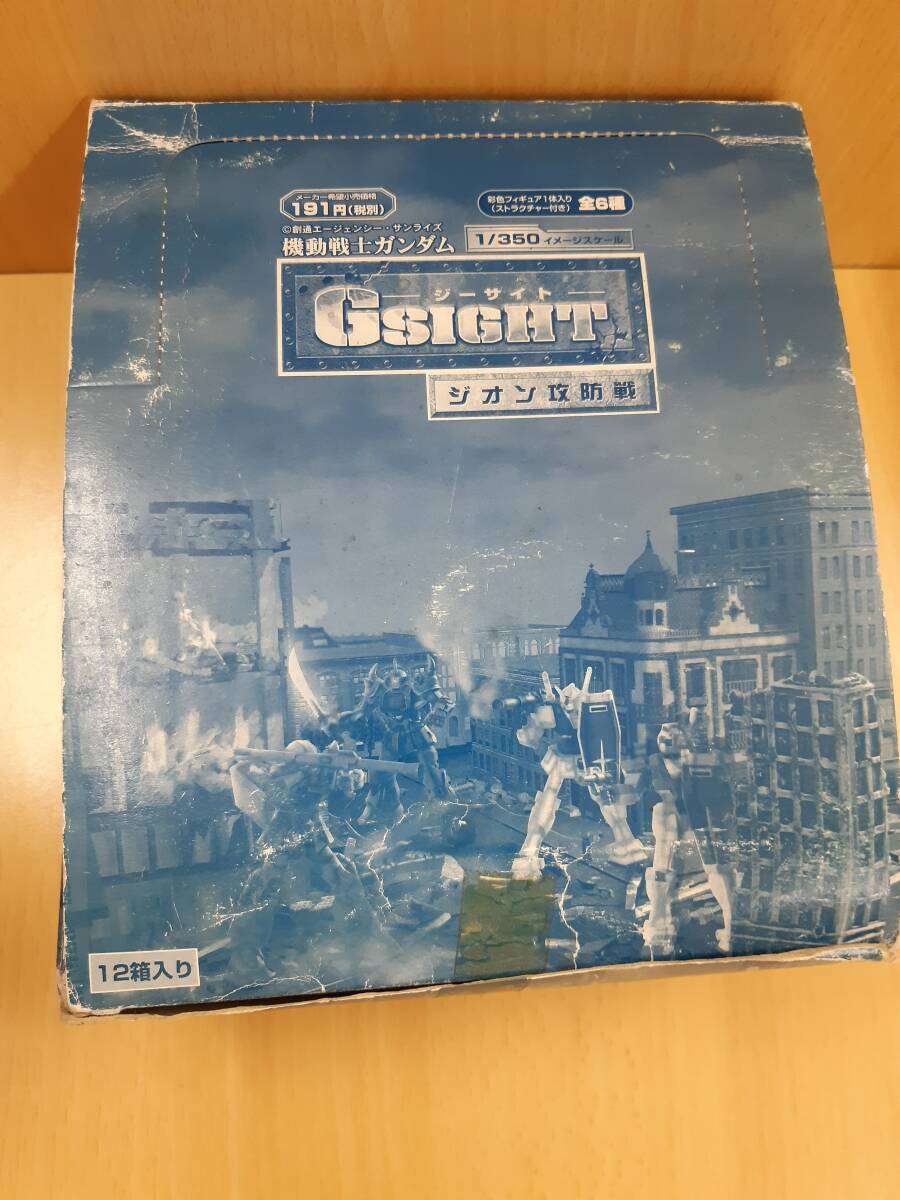 メーカー希望小売価格
191円(税別)
彩色フィギュア1体入り
(ストラクチャー付き)
全6種
©創通エージェンシー・サンライズ
機動戦士ガンダム
1/350 イメージスケール
ジーサイト
GSIGHT
ジオン攻防戦
12箱入り